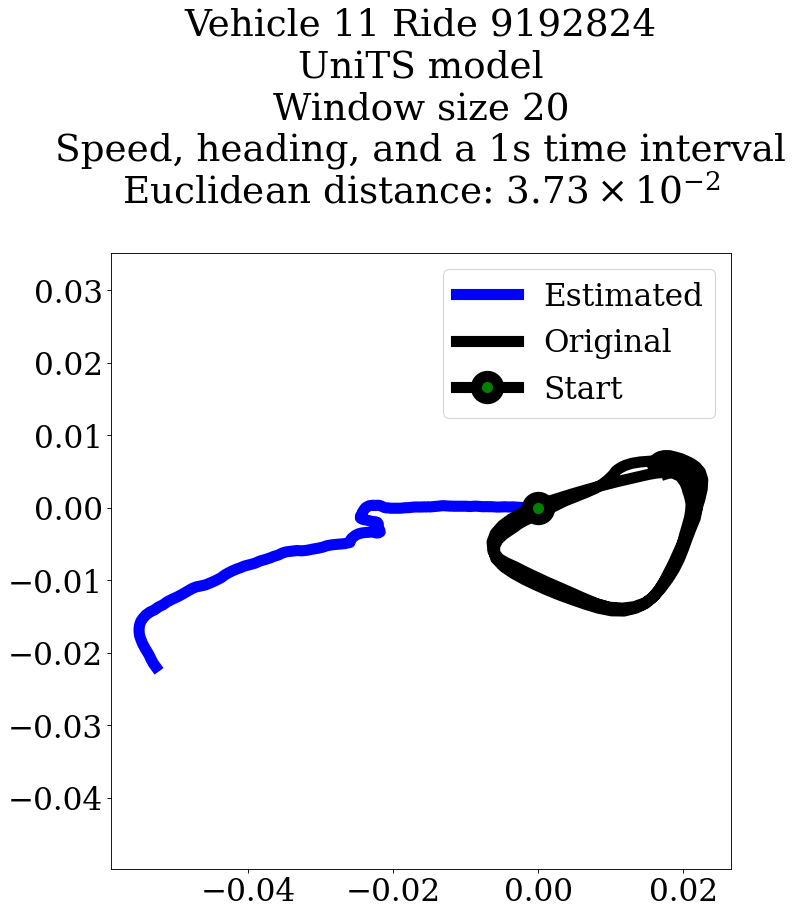 Vehicle 11 Ride 9192824
UniTS model
Window size 20
Speed, heading, and a 1s time interval
Euclidean distance: 3.73 × 10⁻²
Estimated
Original
Start
0.03
0.02
0.01
0.00
−0.01
−0.02
−0.03
−0.04
−0.04 −0.02 0.00 0.02